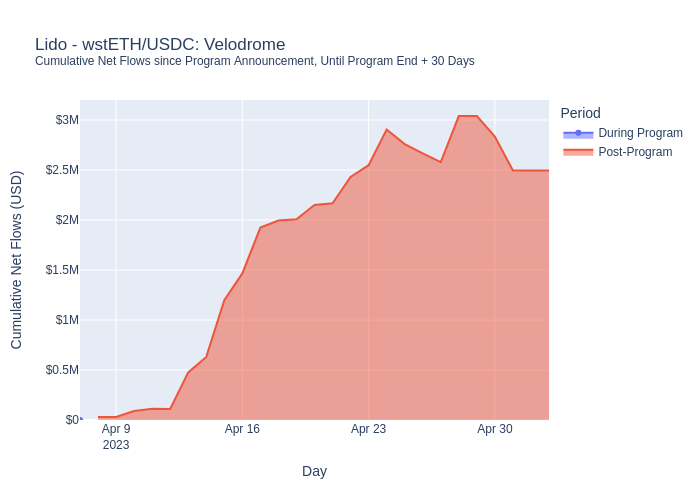 Lido - wstETH/USDC: Velodrome
Cumulative Net Flows since Program Announcement, Until Program End + 30 Days
Period
During Program
Post-Program
Cumulative Net Flows (USD)
$3M
$2.5M
$2M
$1.5M
$1M
$0.5M
$0
Apr 9
2023
Apr 16
Apr 23
Apr 30
Day